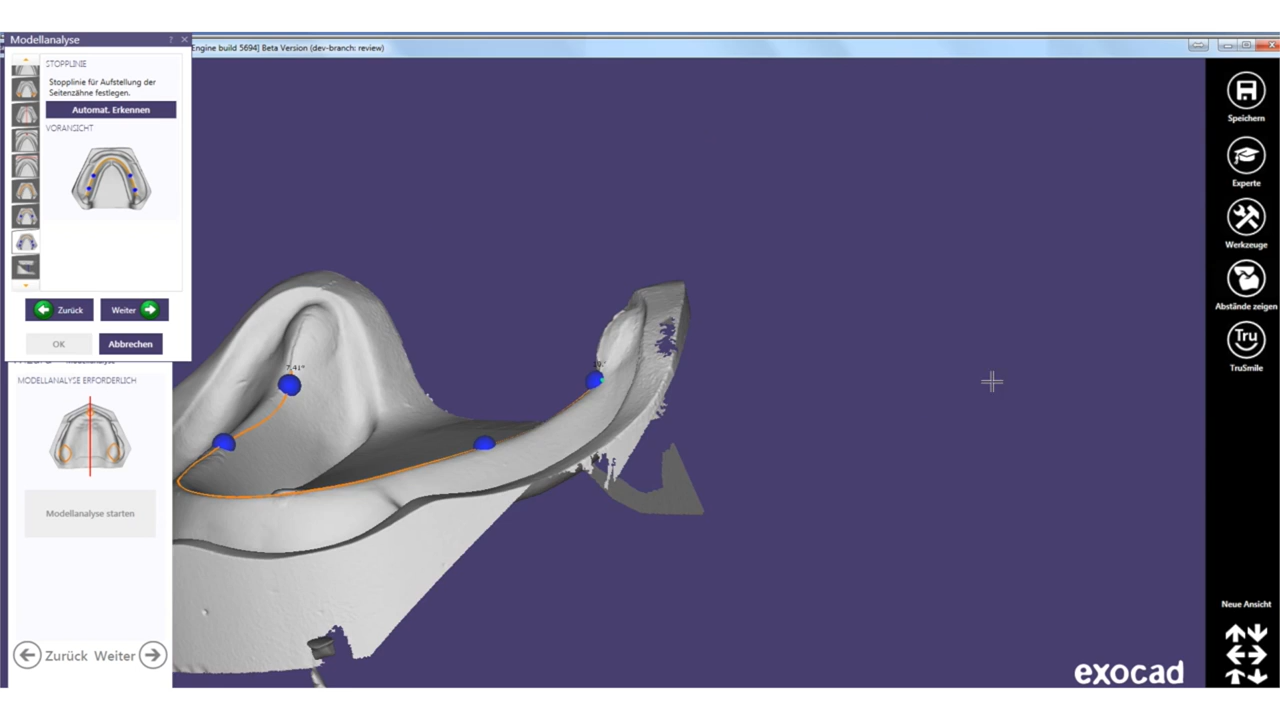 Modellanalyse
? ×
Engine build 5694] Beta Version (dev-branch: review)
STOPPLINIE
Stopplinie für Aufstellung der
Seitenzähne festlegen.
Automat. Erkennen
VORANSICHT
Zurück
Weiter
OK
Abbrechen
MODELLANALYSE ERFORDERLICH
Modellanalyse starten
Zurück Weiter
7,41°
Speichern
Experte
Werkzeuge
Abstände zeigen
Tru
TruSmile
Neue Ansicht
exocad